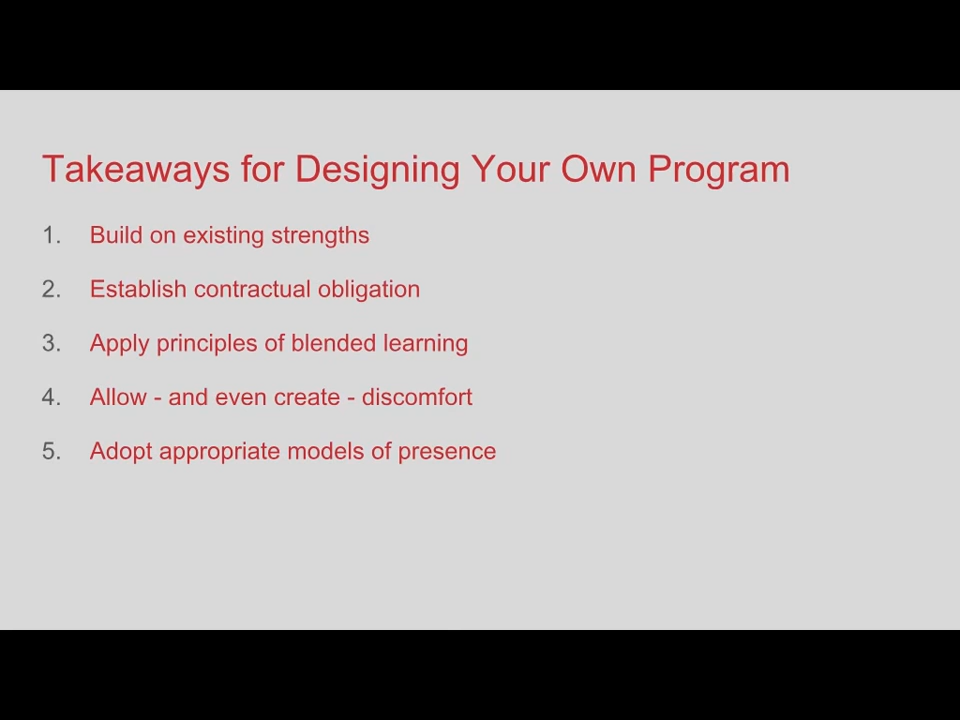 Takeaways for Designing Your Own Program
1. Build on existing strengths
2. Establish contractual obligation
3. Apply principles of blended learning
4. Allow - and even create - discomfort
5. Adopt appropriate models of presence